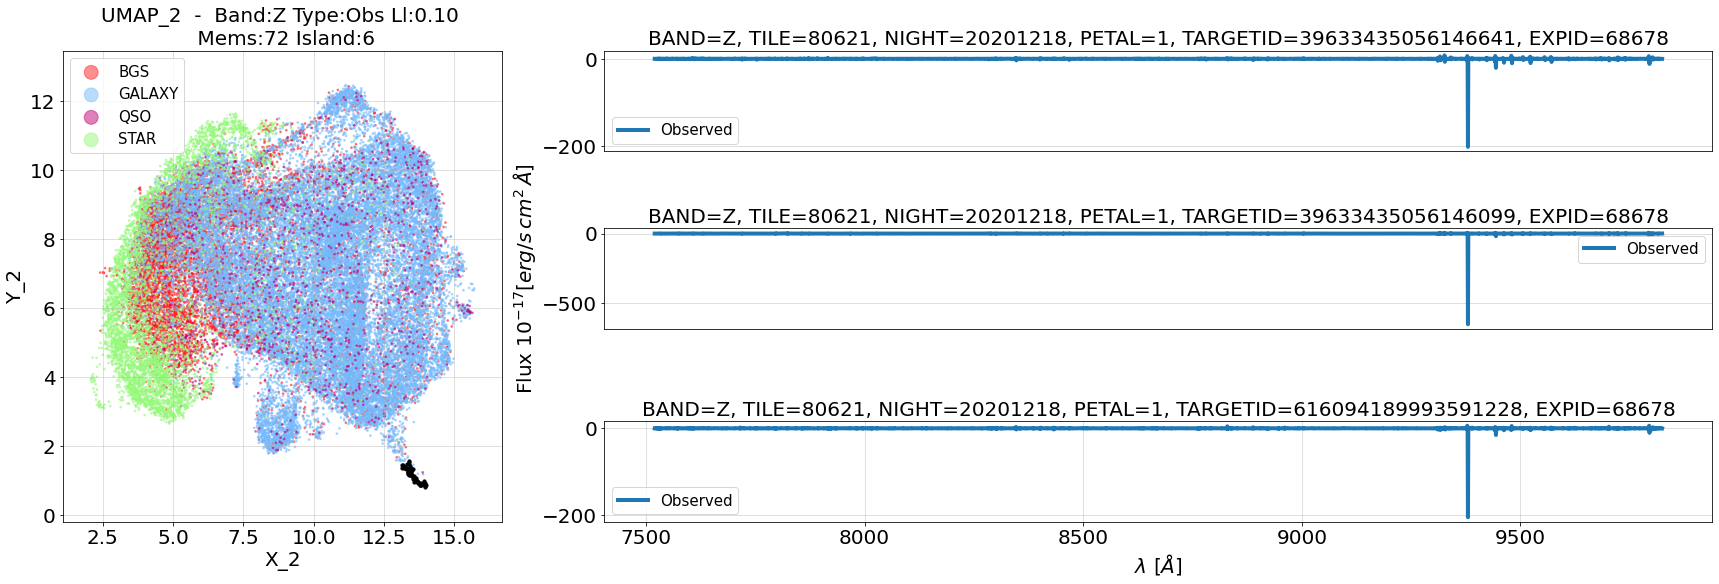 UMAP_2 - Band:Z Type:Obs Ll:0.10
Mems:72 Island:6
BGS
GALAXY
QSO
STAR
12
10
8
6
4
2
0
Y_2
2.5 5.0 7.5 10.0 12.5 15.0
X_2
Flux 10⁻¹⁷[erg/s cm² Å]
BAND=Z, TILE=80621, NIGHT=20201218, PETAL=1, TARGETID=39633435056146641, EXPID=68678
0
−200
Observed
BAND=Z, TILE=80621, NIGHT=20201218, PETAL=1, TARGETID=39633435056146099, EXPID=68678
0
−500
Observed
BAND=Z, TILE=80621, NIGHT=20201218, PETAL=1, TARGETID=616094189993591228, EXPID=68678
0
−200
Observed
7500 8000 8500 9000 9500
λ [Å]